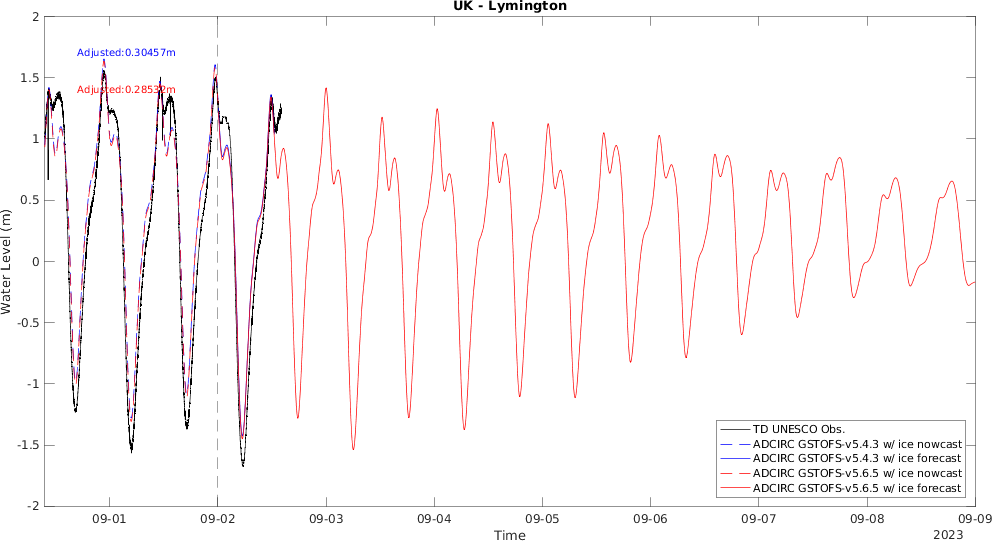 UK - Lymington
2
1.5
1
0.5
0
-0.5
-1
-1.5
-2
Water Level (m)
Adjusted:0.30457m
Adjusted:0.28532m
TD UNESCO Obs.
ADCIRC GSTOFS-v5.4.3 w/ ice nowcast
ADCIRC GSTOFS-v5.4.3 w/ ice forecast
ADCIRC GSTOFS-v5.6.5 w/ ice nowcast
ADCIRC GSTOFS-v5.6.5 w/ ice forecast
09-01 09-02 09-03 09-04 09-05 09-06 09-07 09-08 09-09
Time
2023